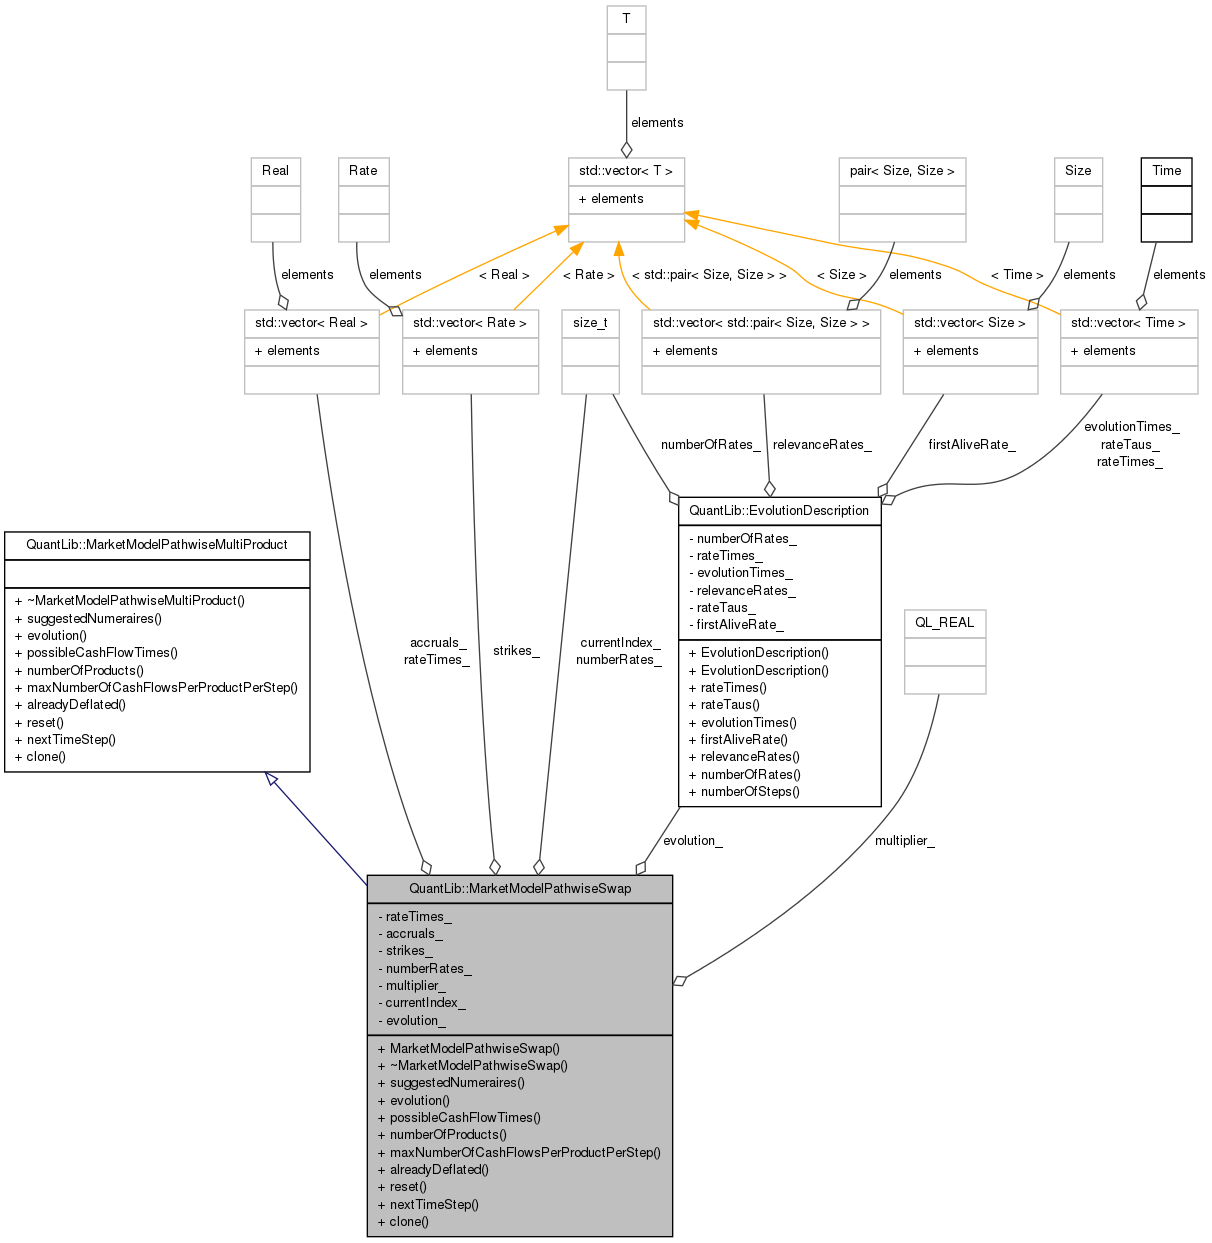 T
elements
Real
Rate
std::vector< T >
+ elements
pair< Size, Size >
Size
Time
elements
elements
< Real >
< Rate >
< std::pair< Size, Size > >
< Size >
elements
< Time >
elements
elements
std::vector< Real >
+ elements
std::vector< Rate >
+ elements
size_t
std::vector< std::pair< Size, Size > >
+ elements
std::vector< Size >
+ elements
std::vector< Time >
+ elements
numberOfRates_
relevanceRates_
firstAliveRate_
evolutionTimes_
rateTaus_
rateTimes_
QuantLib::EvolutionDescription
- numberOfRates_
- rateTimes_
- evolutionTimes_
- relevanceRates_
- rateTaus_
- firstAliveRate_
+ EvolutionDescription()
+ EvolutionDescription()
+ rateTimes()
+ rateTaus()
+ evolutionTimes()
+ firstAliveRate()
+ relevanceRates()
+ numberOfRates()
+ numberOfSteps()
QuantLib::MarketModelPathwiseMultiProduct
+ ~MarketModelPathwiseMultiProduct()
+ suggestedNumeraires()
+ evolution()
+ possibleCashFlowTimes()
+ numberOfProducts()
+ maxNumberOfCashFlowsPerProductPerStep()
+ alreadyDeflated()
+ reset()
+ nextTimeStep()
+ clone()
accruals_
rateTimes_
strikes_
currentIndex_
numberRates_
QL_REAL
evolution_
multiplier_
QuantLib::MarketModelPathwiseSwap
- rateTimes_
- accruals_
- strikes_
- numberRates_
- multiplier_
- currentIndex_
- evolution_
+ MarketModelPathwiseSwap()
+ ~MarketModelPathwiseSwap()
+ suggestedNumeraires()
+ evolution()
+ possibleCashFlowTimes()
+ numberOfProducts()
+ maxNumberOfCashFlowsPerProductPerStep()
+ alreadyDeflated()
+ reset()
+ nextTimeStep()
+ clone()